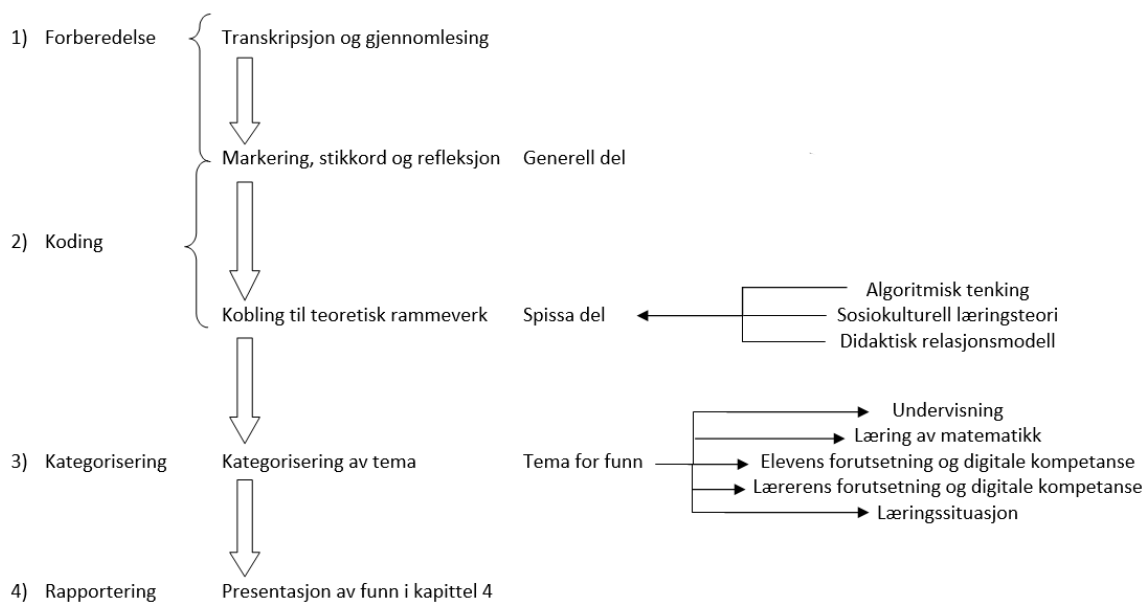 1) Forberedelse Transkripsjon og gjennomlesing
Markering, stikkord og refleksjon Generell del
2) Koding
Algoritmisk tenking
Kobling til teoretisk rammeverk Spissa del Sosiokulturell læringsteori
Didaktisk relasjonsmodell
Undervisning
Læring av matematikk
3) Kategorisering Kategorisering av tema Tema for funn Elevens forutsetning og digitale kompetanse
Lærerens forutsetning og digitale kompetanse
Læringssituasjon
4) Rapportering Presentasjon av funn i kapittel 4